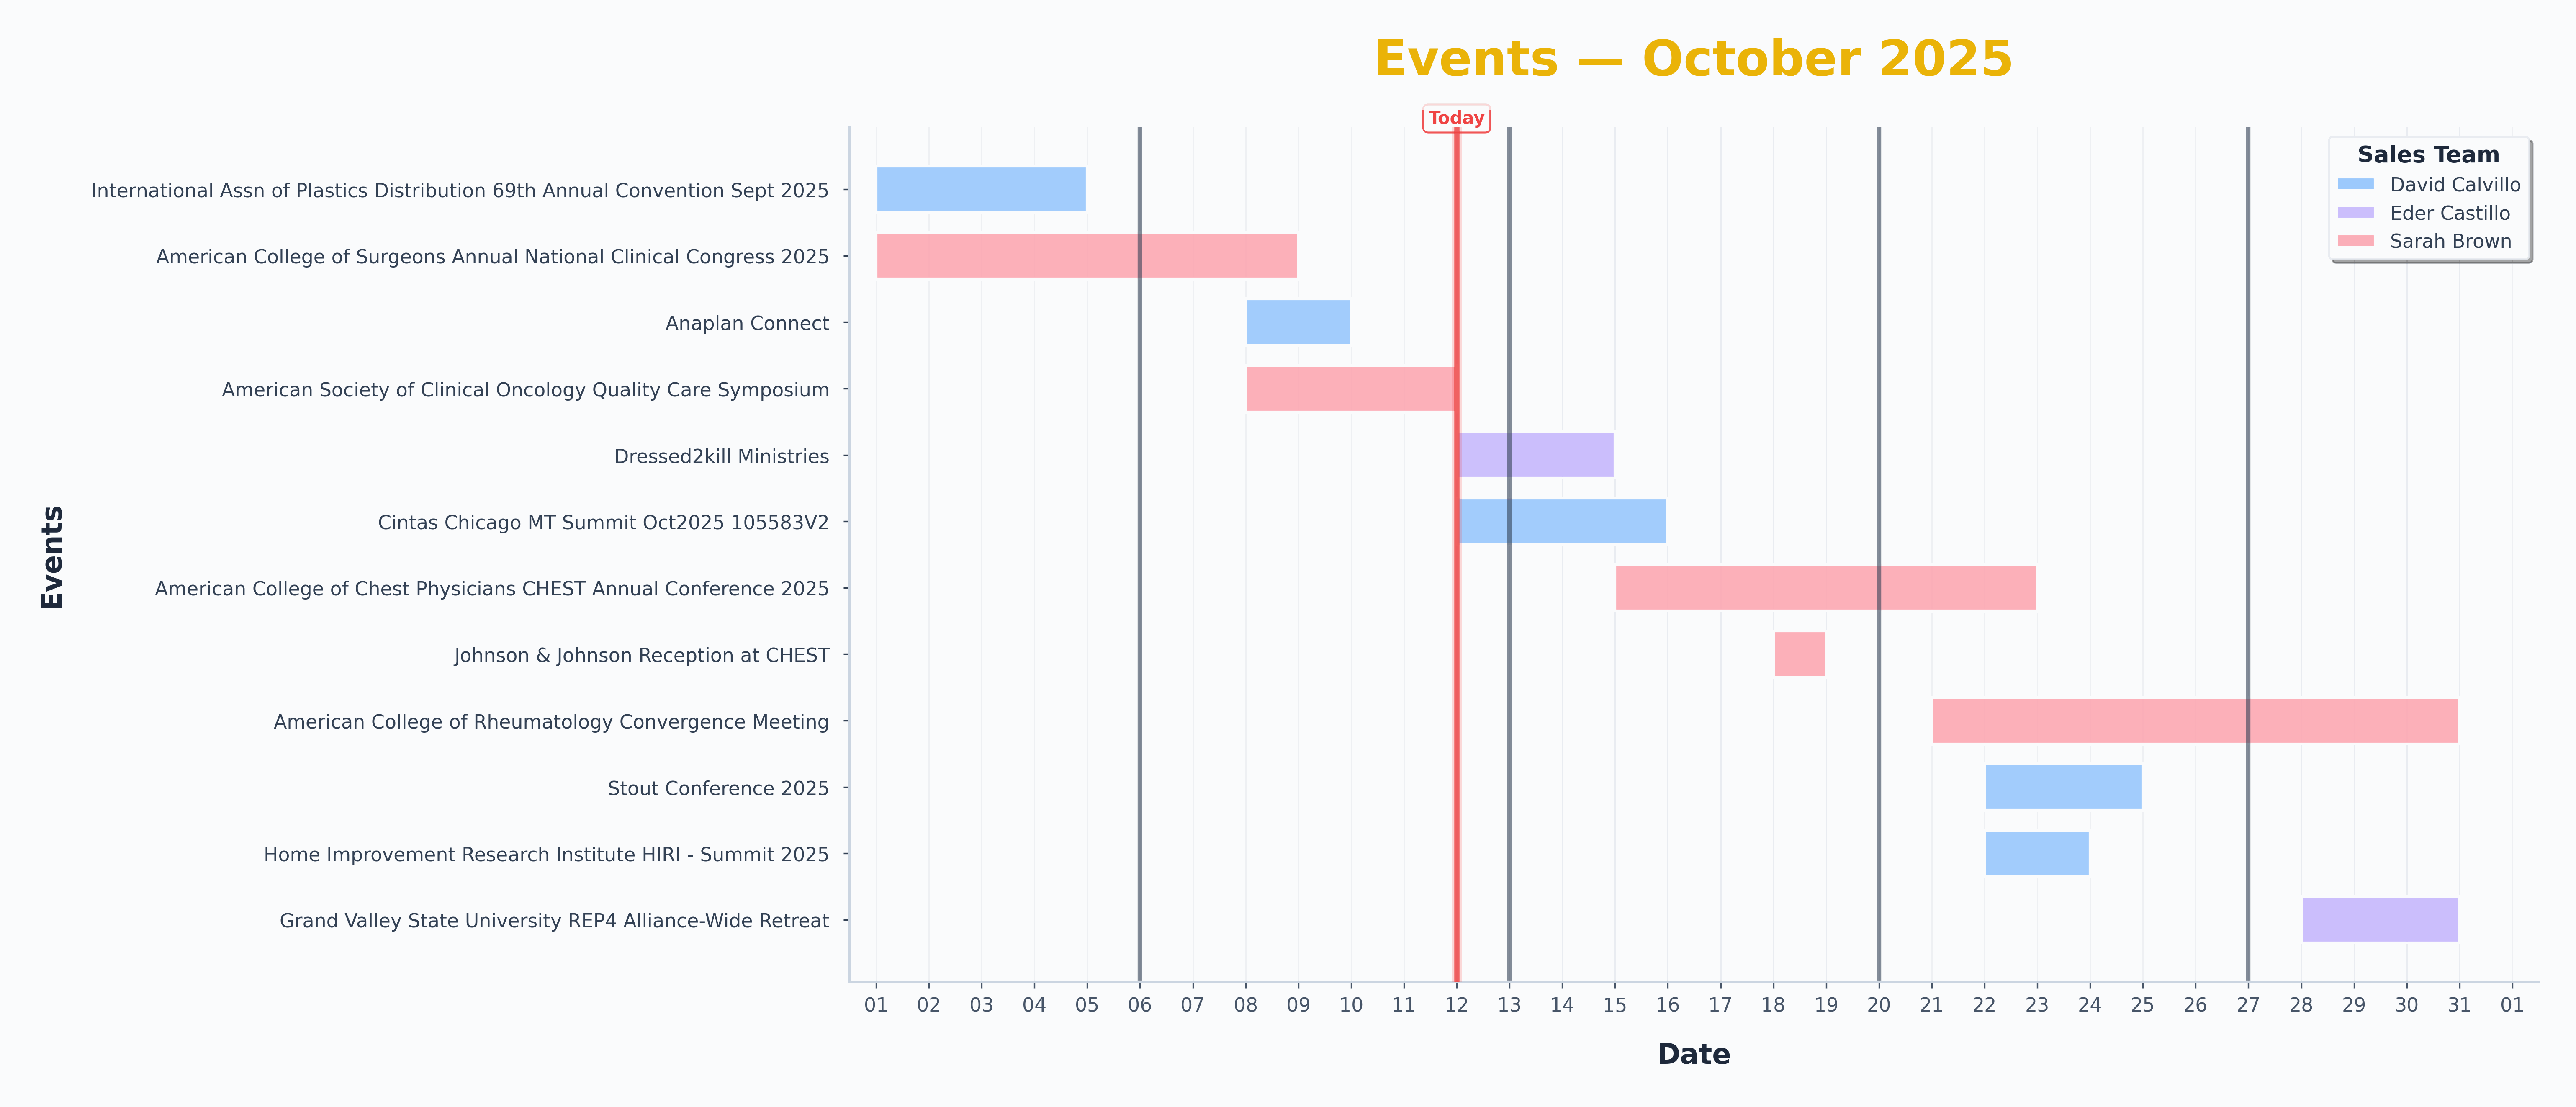 Events — October 2025
Today
Sales Team
David Calvillo
Eder Castillo
Sarah Brown
Events
International Assn of Plastics Distribution 69th Annual Convention Sept 2025
American College of Surgeons Annual National Clinical Congress 2025
Anaplan Connect
American Society of Clinical Oncology Quality Care Symposium
Dressed2kill Ministries
Cintas Chicago MT Summit Oct2025 105583V2
American College of Chest Physicians CHEST Annual Conference 2025
Johnson & Johnson Reception at CHEST
American College of Rheumatology Convergence Meeting
Stout Conference 2025
Home Improvement Research Institute HIRI - Summit 2025
Grand Valley State University REP4 Alliance-Wide Retreat
01 02 03 04 05 06 07 08 09 10 11 12 13 14 15 16 17 18 19 20 21 22 23 24 25 26 27 28 29 30 31 01
Date